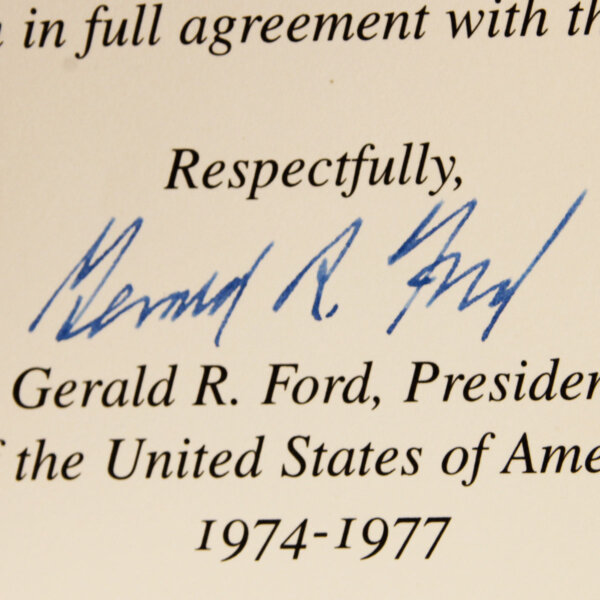 in full agreement with th
Respectfully,
Gerald R. Ford
Gerald R. Ford, Presiden
f the United States of Ame
1974-1977